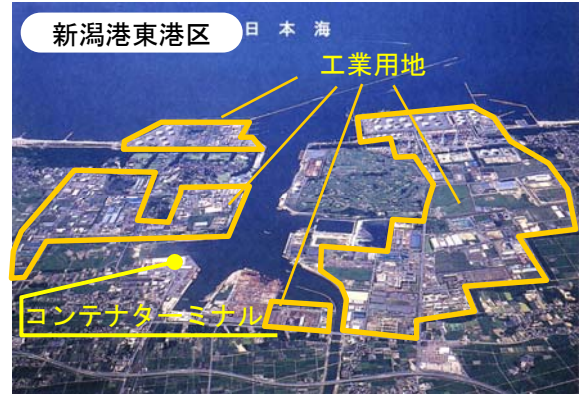 新潟港東港区
日本海
工業用地
コンテナターミナル